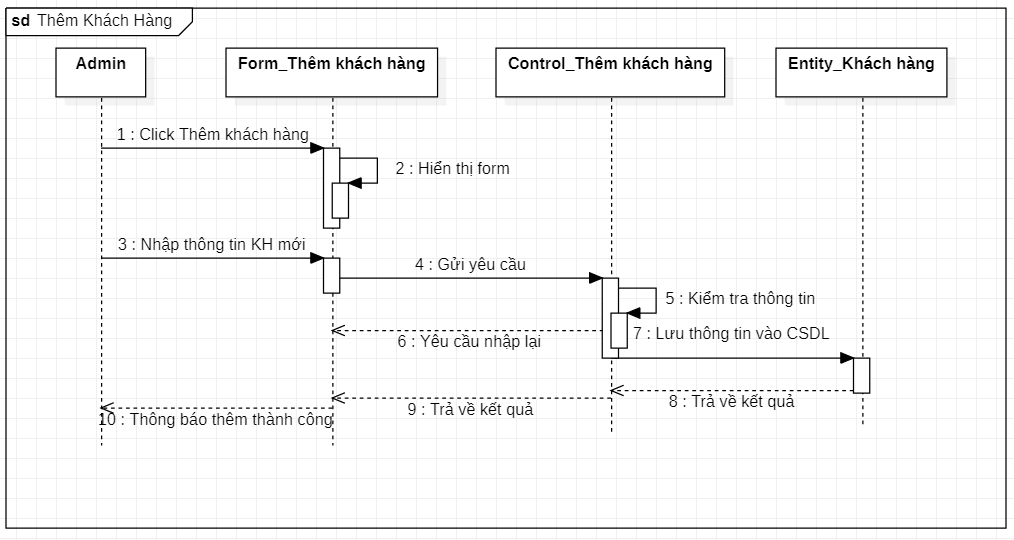 sd Thêm Khách Hàng
Admin
Form_Thêm khách hàng
Control_Thêm khách hàng
Entity_Khách hàng
1 : Click Thêm khách hàng
2 : Hiển thị form
3 : Nhập thông tin KH mới
4 : Gửi yêu cầu
5 : Kiểm tra thông tin
6 : Yêu cầu nhập lại
7 : Lưu thông tin vào CSDL
8 : Trả về kết quả
9 : Trả về kết quả
10 : Thông báo thêm thành công